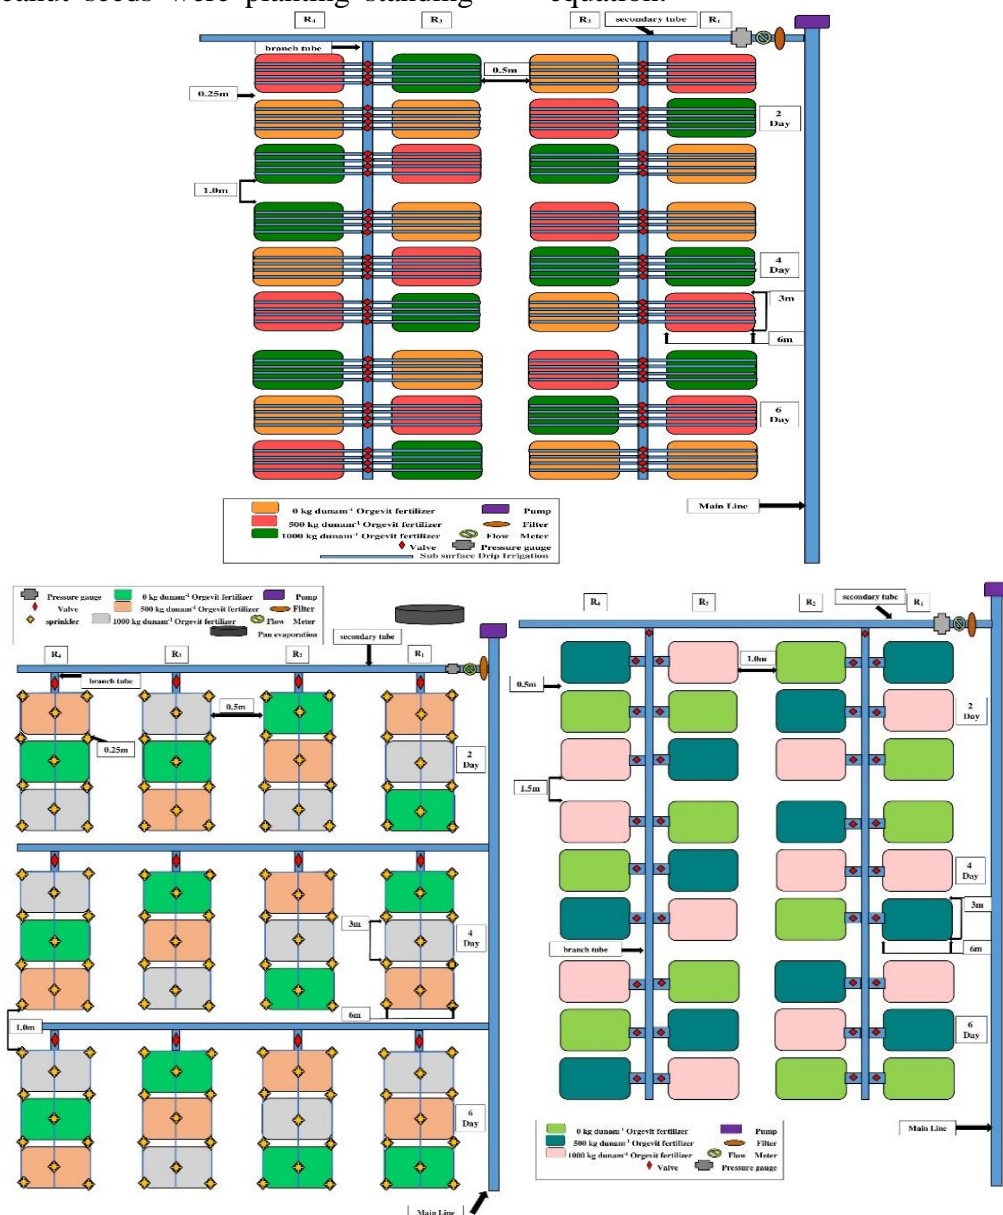 eanut seeds were planting standing
equation.
R4 R3 R2 secondary tube R1
branch tube
0.5m
0.25m
2
Day
1.0m
4
Day
3m
6m
6
Day
Main Line
0 kg dunam-1 Orgevit fertilizer Pump
500 kg dunam-1 Orgevit fertilizer Filter
1000 kg dunam-1 Orgevit fertilizer Flow Meter
Valve Pressure gauge
Sub surface Drip Irrigation
Pressure gauge 0 kg dunam-1 Orgevit fertilizer Pump
Valve 500 kg dunam-1 Orgevit fertilizer Filter
sprinkler 1000 kg dunam-1 Orgevit fertilizer Flow Meter
Pan evaporation
secondary tube
R4 R3 R2 R1
branch tube
0.5m
0.25m
2
Day
3m
4
Day
6m
1.0m
6
Day
Main Line
secondary tube
R4 R3 R2 R1
1.0m
0.5m
2
Day
1.5m
4
Day
3m
branch tube
6m
6
Day
Main Line
0 kg dunam-1 Orgevit fertilizer Pump
500 kg dunam-1 Orgevit fertilizer Filter
1000 kg dunam-1 Orgevit fertilizer Flow Meter
Valve Pressure gauge